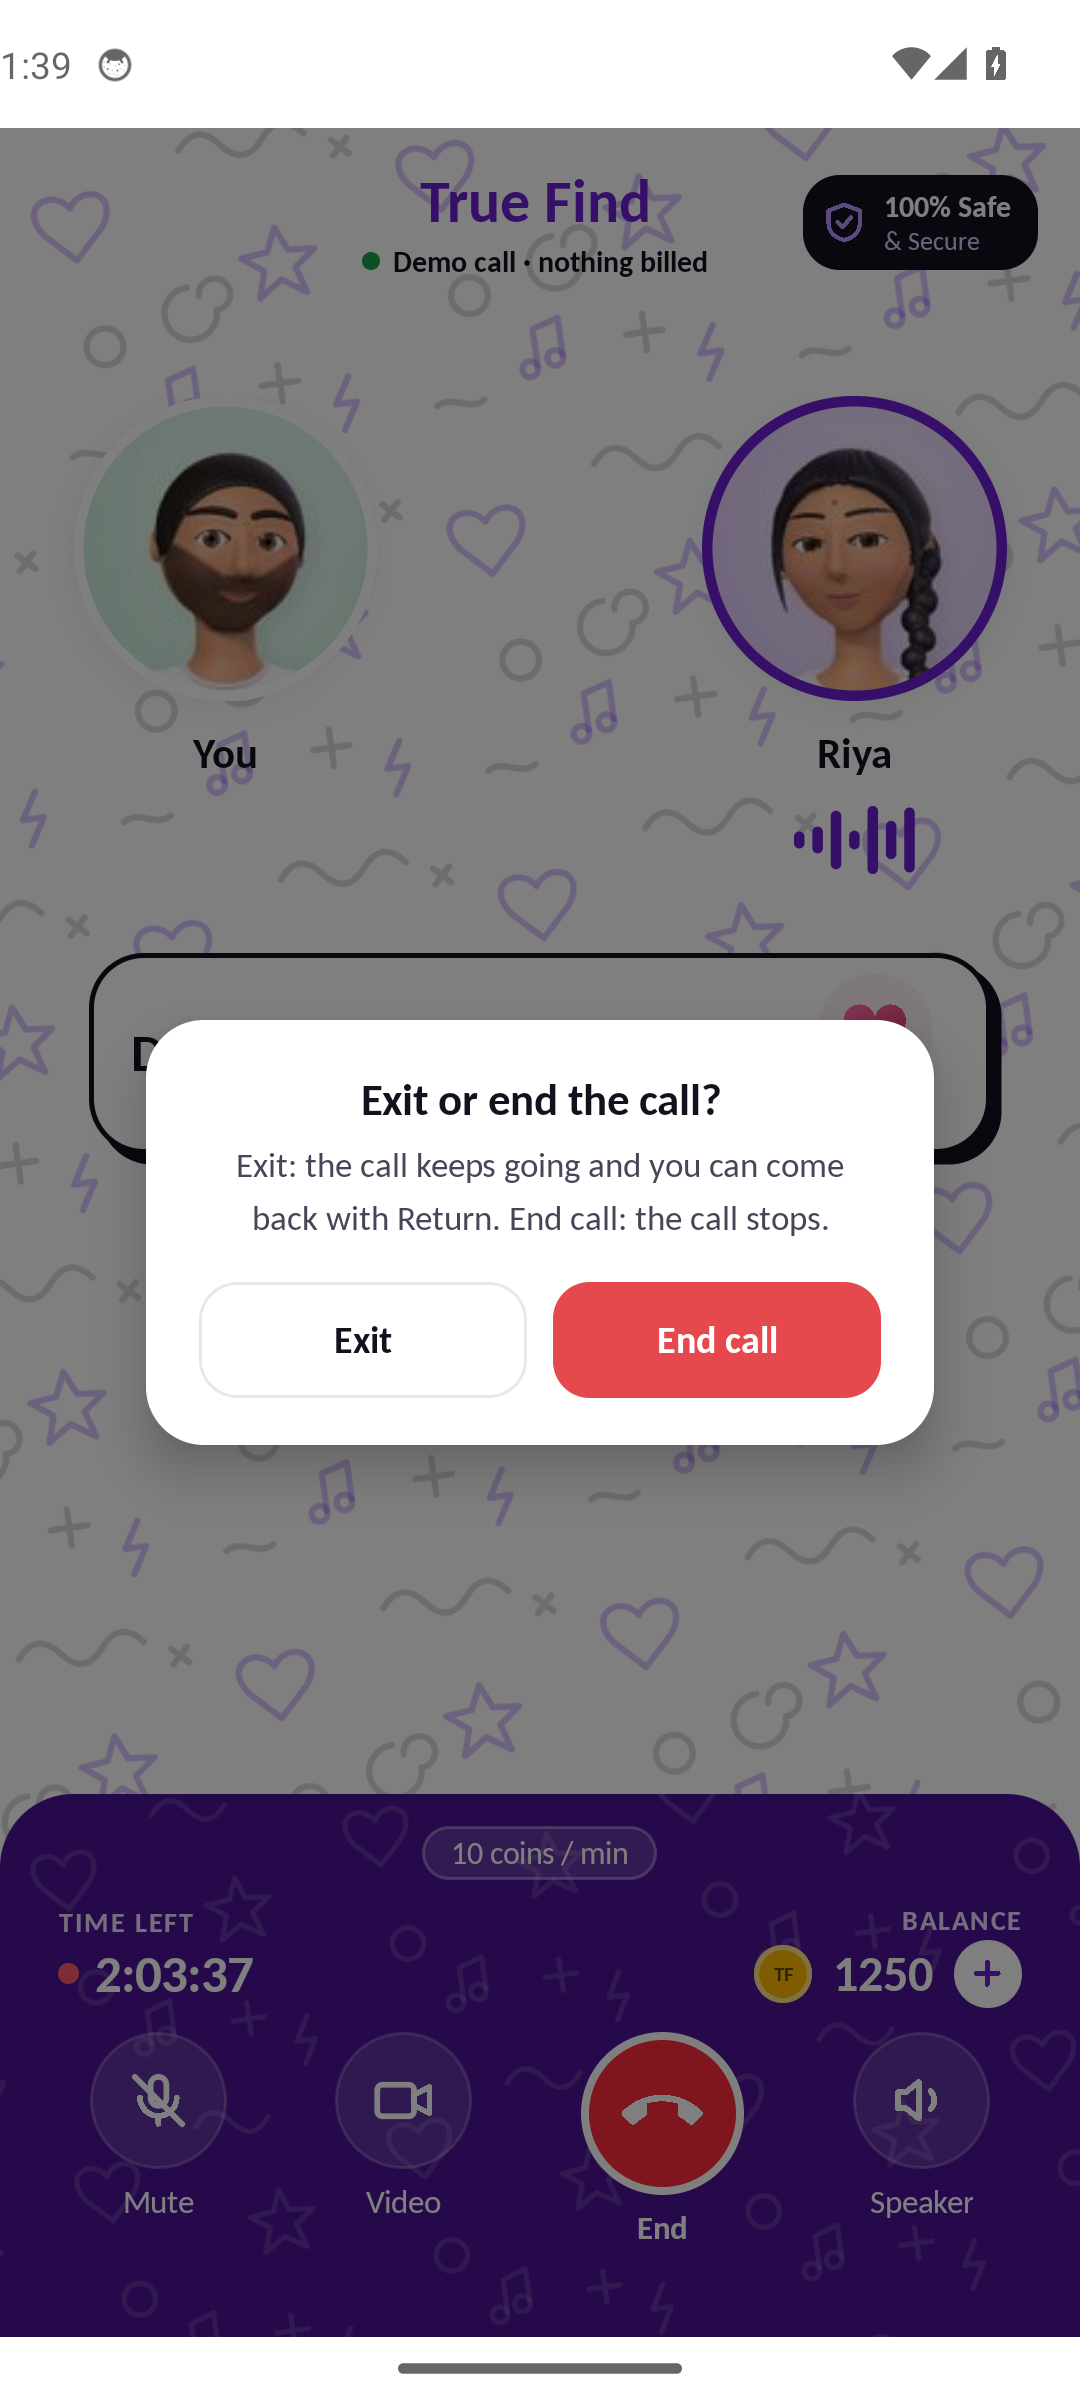 1:39
True Find
Demo call · nothing billed
100% Safe
& Secure
You
Riya
Exit or end the call?
Exit: the call keeps going and you can come
back with Return. End call: the call stops.
Exit
End call
10 coins / min
TIME LEFT
2:03:37
BALANCE
TF
1250
Mute
Video
End
Speaker